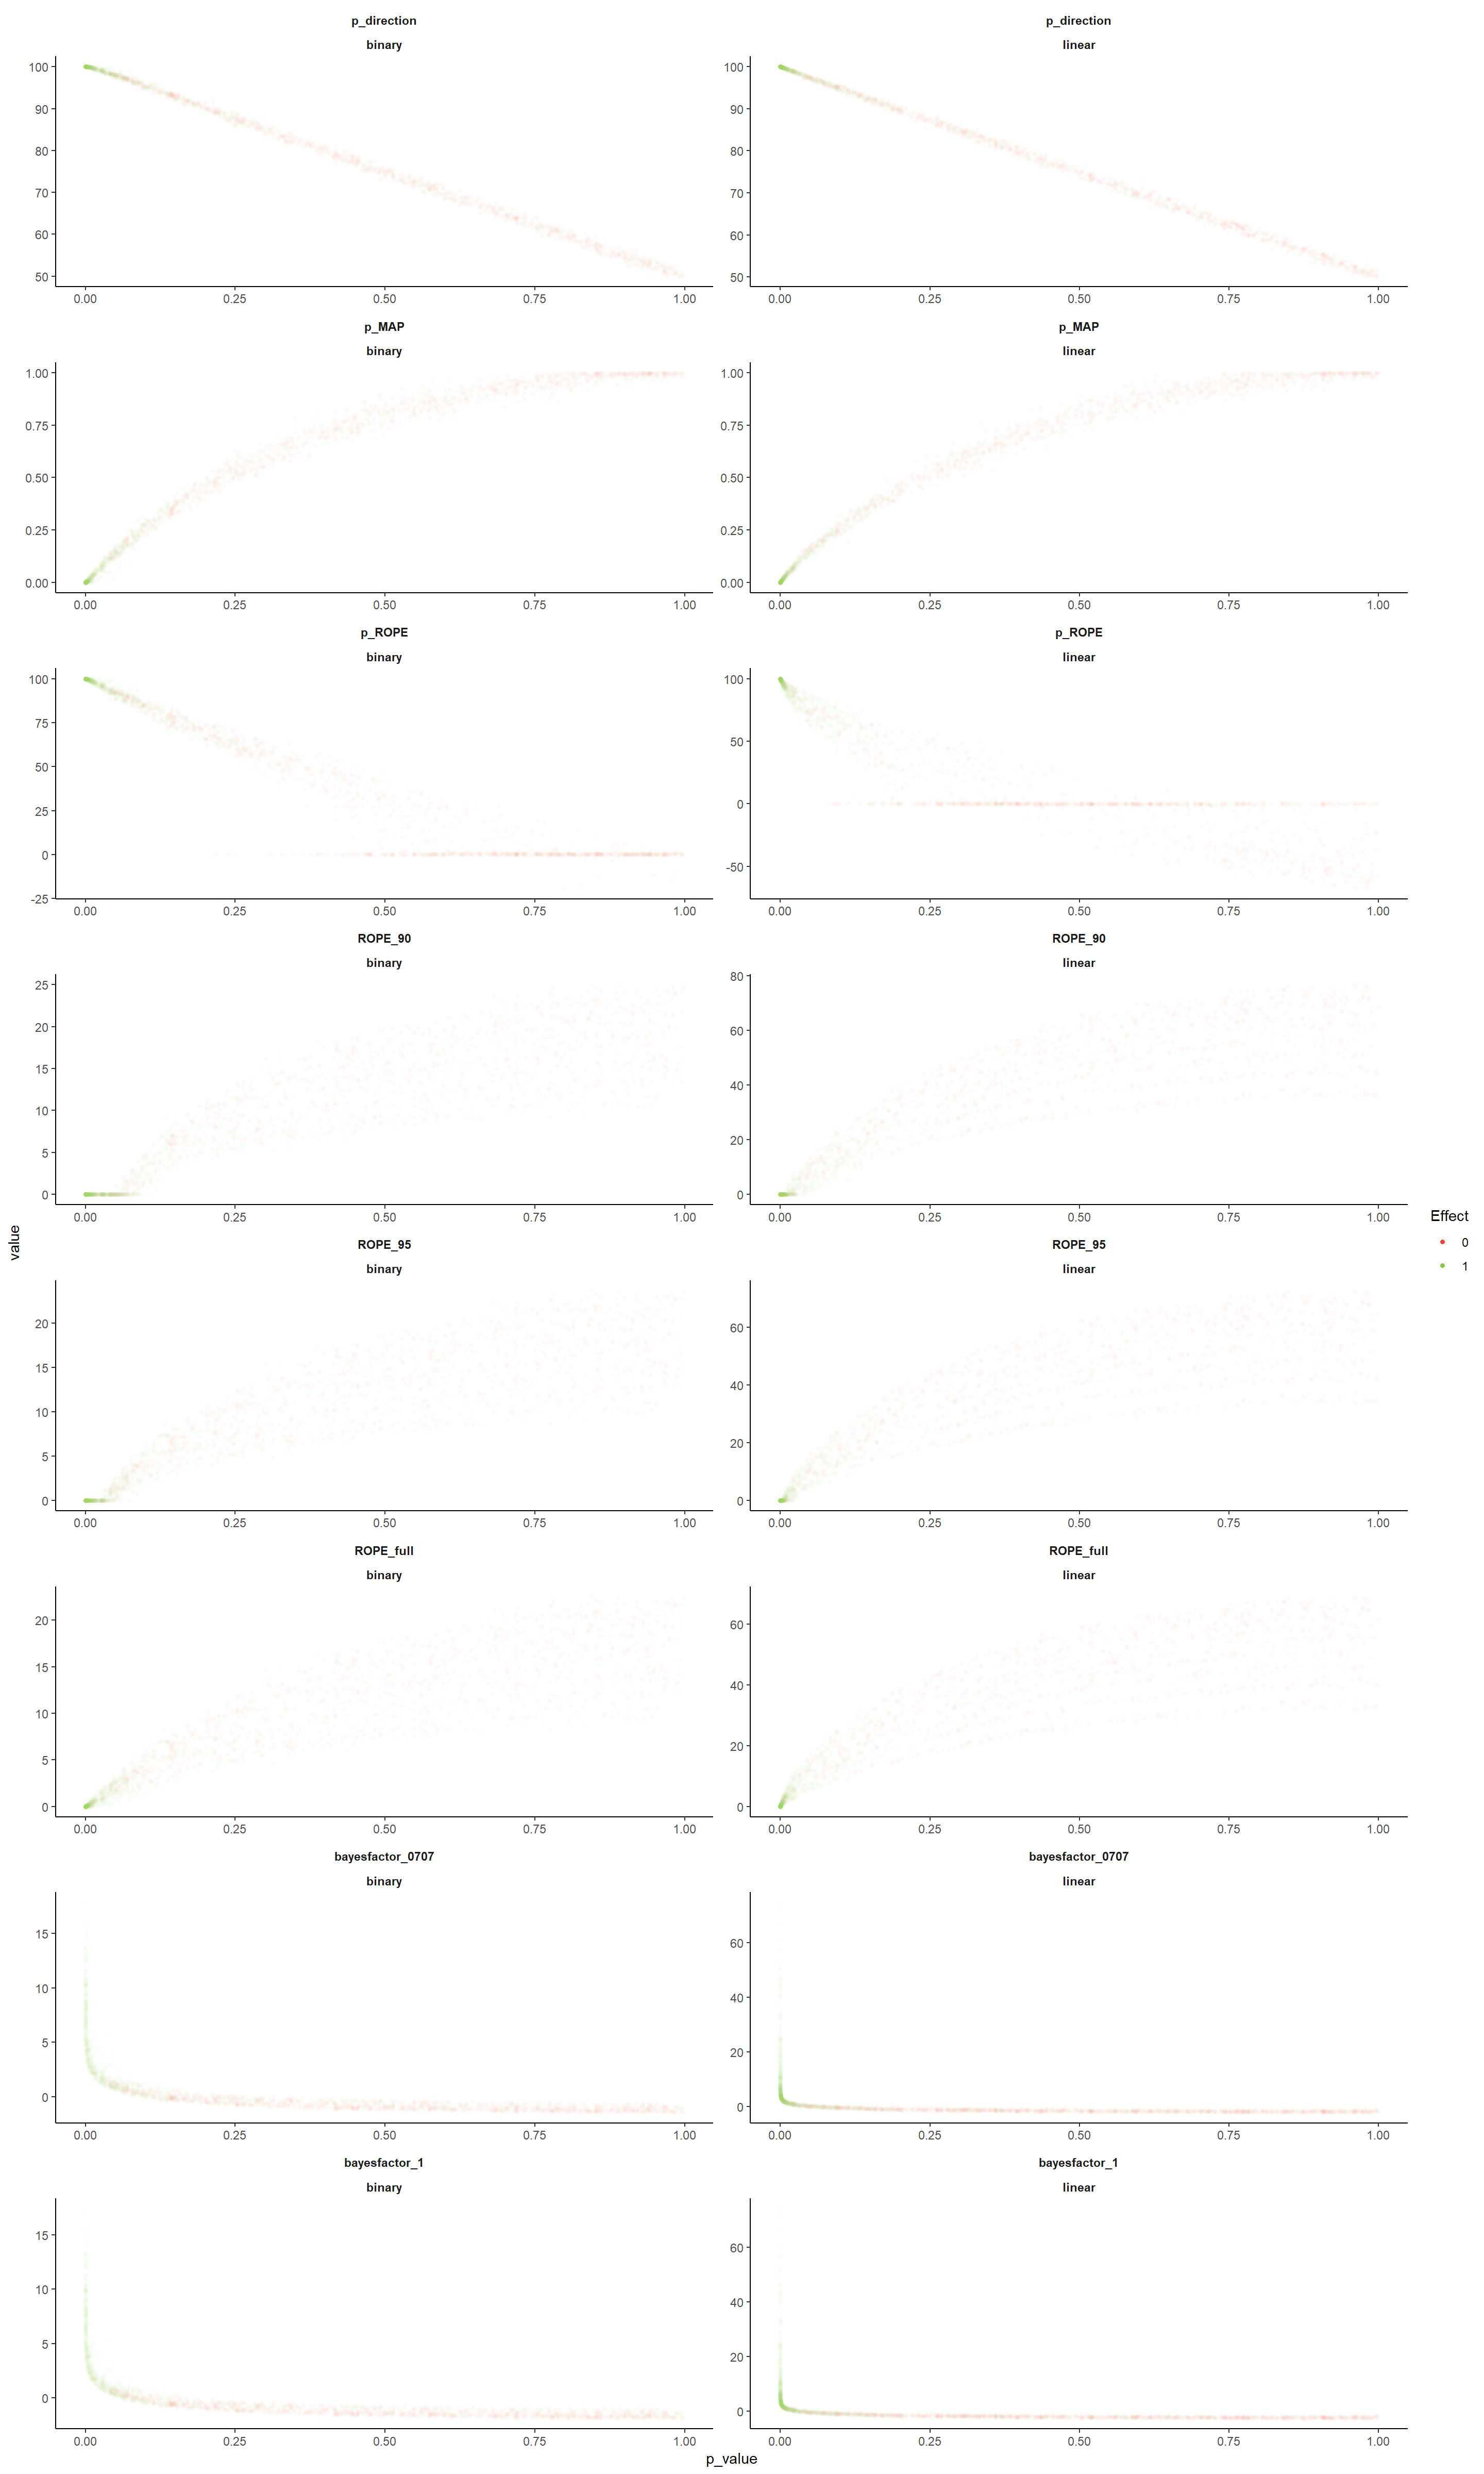 p_direction p_direction
binary linear
100 100
90 90
80 80
70 70
60 60
50 50
0.00 0.25 0.50 0.75 1.00 0.00 0.25 0.50 0.75 1.00
p_MAP p_MAP
binary linear
1.00 1.00
0.75 0.75
0.50 0.50
0.25 0.25
0.00 0.00
0.00 0.25 0.50 0.75 1.00 0.00 0.25 0.50 0.75 1.00
p_ROPE p_ROPE
binary linear
100 100
75
50 50
25
0 0
-25 -50
0.00 0.25 0.50 0.75 1.00 0.00 0.25 0.50 0.75 1.00
ROPE_90 ROPE_90
binary linear
25 80
20 60
15
10 40
5 20
0 0
0.00 0.25 0.50 0.75 1.00 0.00 0.25 0.50 0.75 1.00
value
Effect
0
1
ROPE_95 ROPE_95
binary linear
20 60
15 40
10
5 20
0 0
0.00 0.25 0.50 0.75 1.00 0.00 0.25 0.50 0.75 1.00
ROPE_full ROPE_full
binary linear
20 60
15 40
10
5 20
0 0
0.00 0.25 0.50 0.75 1.00 0.00 0.25 0.50 0.75 1.00
bayesfactor_0707 bayesfactor_0707
binary linear
15 60
10 40
5 20
0 0
0.00 0.25 0.50 0.75 1.00 0.00 0.25 0.50 0.75 1.00
bayesfactor_1 bayesfactor_1
binary linear
15 60
10 40
5 20
0 0
0.00 0.25 0.50 0.75 1.00 0.00 0.25 0.50 0.75 1.00
p_value